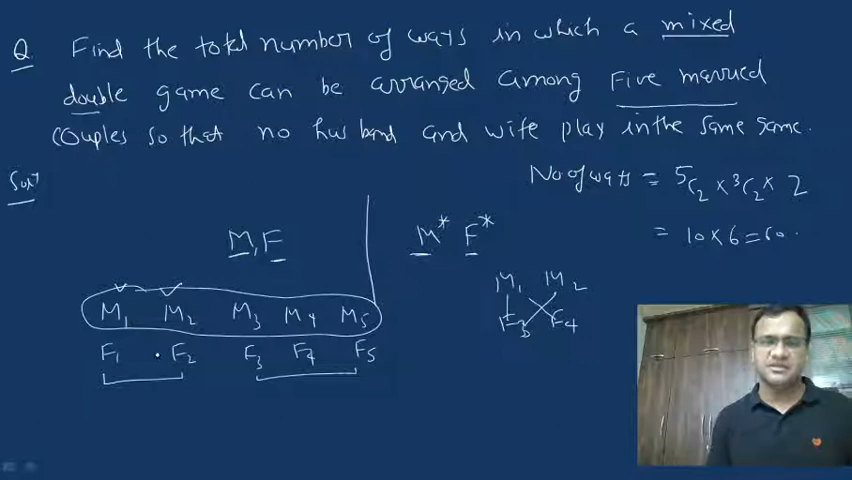 Q Find the total number of ways in which a mixed
double game can be arranged among Five married
couples so that no husband and wife play in the same same.
Solⁿ
No of ways = ⁵C₂ × ³C₂ × 2
= 10 × 6 = 60.
M, F
M* F*
M₁ M₂ M₃ M₄ M₅
F₁ F₂ F₃ F₄ F₅
M₁ M₂
F₃ F₄